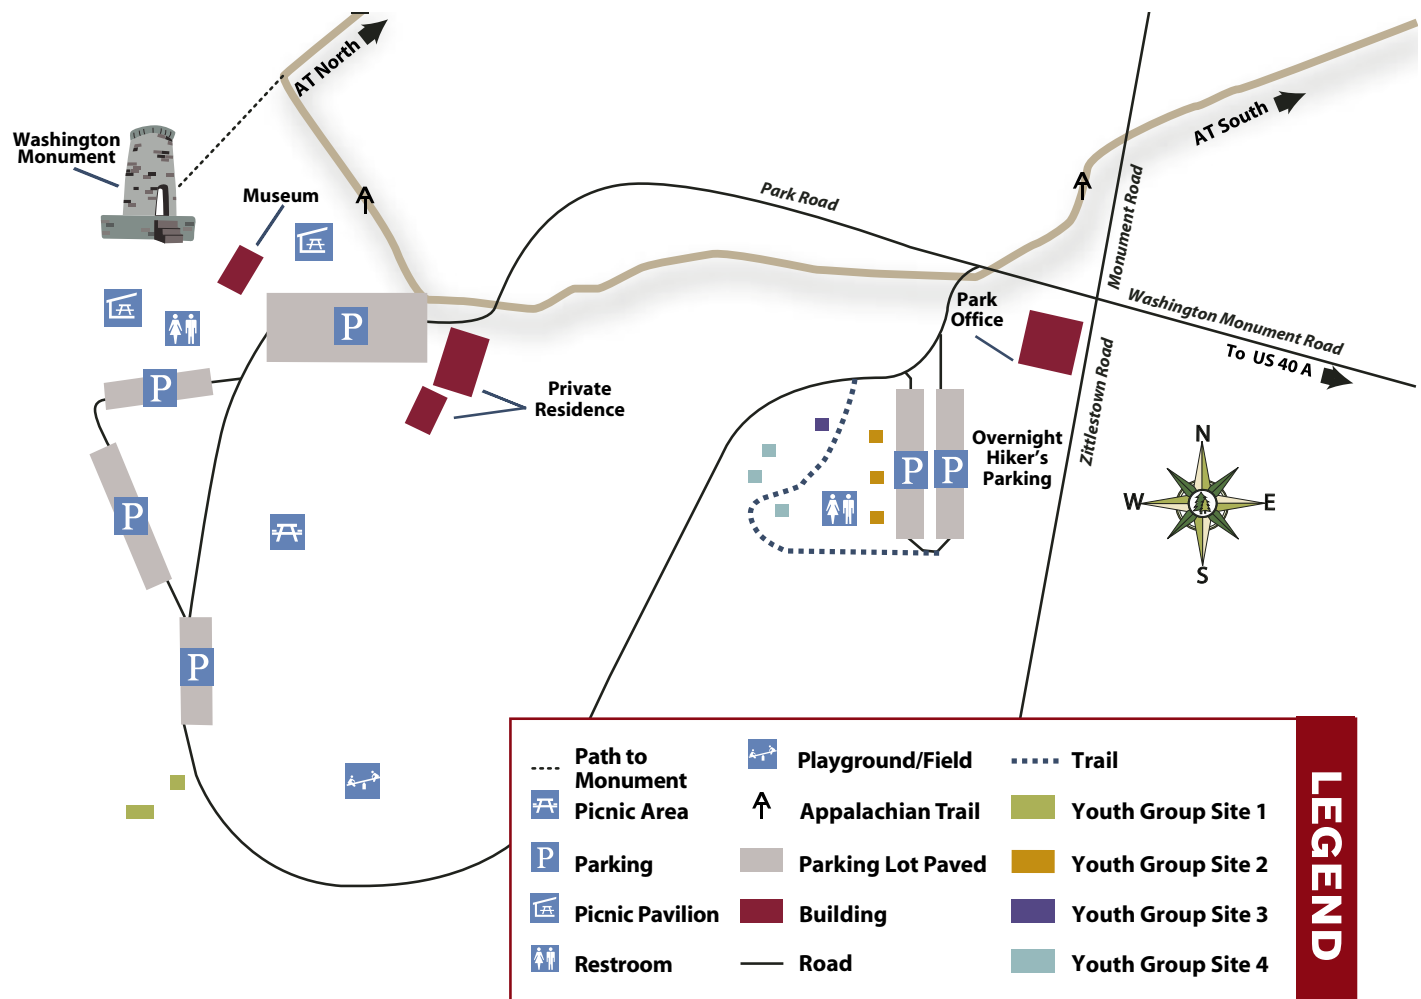 AT North
Washington
Monument
Museum
Park Road
AT South
Monument Road
Washington Monument Road
To US 40 A
Park
Office
Zittlestown Road
P
P
Private
Residence
P
P
P
P
Overnight
Hiker's
Parking
N
W
E
S
Path to
Monument
Picnic Area
P
Parking
Picnic Pavilion
Restroom
Playground/Field
Appalachian Trail
Parking Lot Paved
Building
Road
Trail
Youth Group Site 1
Youth Group Site 2
Youth Group Site 3
Youth Group Site 4
LEGEND